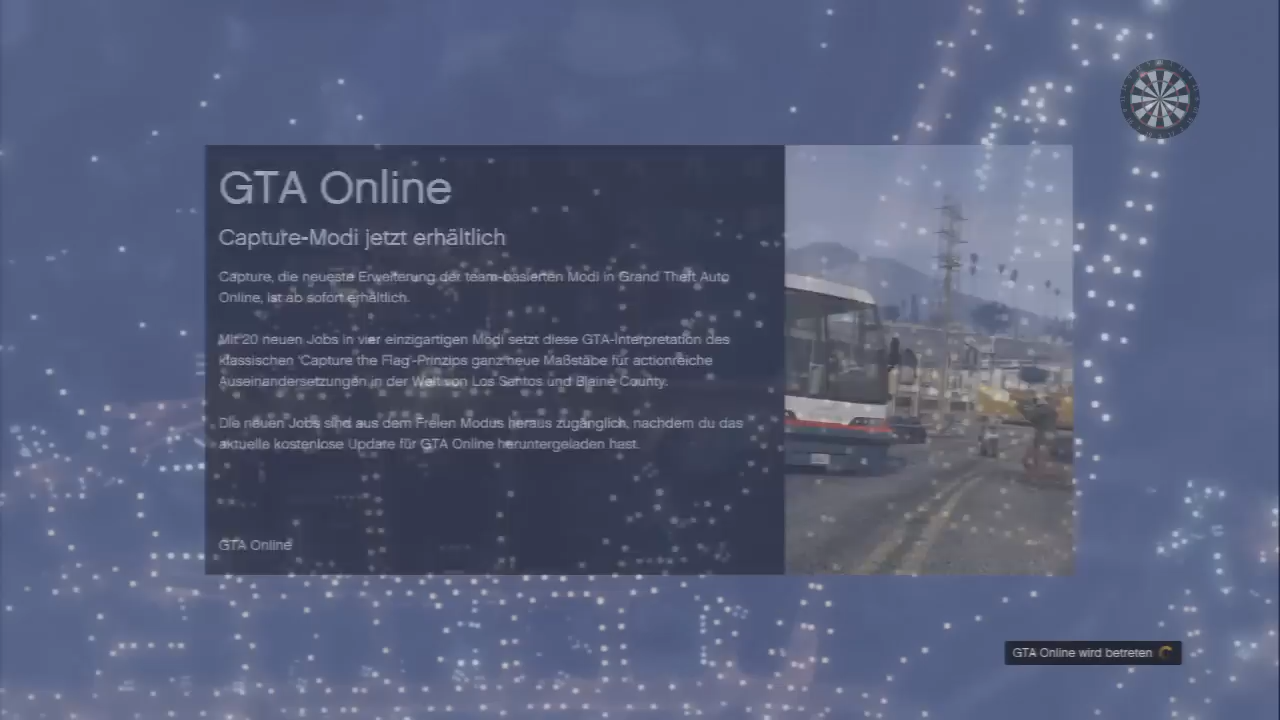 GTA Online
Capture-Modi jetzt erhältlich
Capture, die neueste Erweiterung der team-basierten Modi in Grand Theft Auto
Online, ist ab sofort erhältlich.
Mit 20 neuen Jobs in vier einzigartigen Modi setzt diese GTA-Interpretation des
klassischen 'Capture the Flag'-Prinzips ganz neue Maßstäbe für actionreiche
Auseinandersetzungen in der Welt von Los Santos und Blaine County.
Die neuen Jobs sind aus dem Freien Modus heraus zugänglich, nachdem du das
aktuelle kostenlose Update für GTA Online heruntergeladen hast.
GTA Online
GTA Online wird betreten